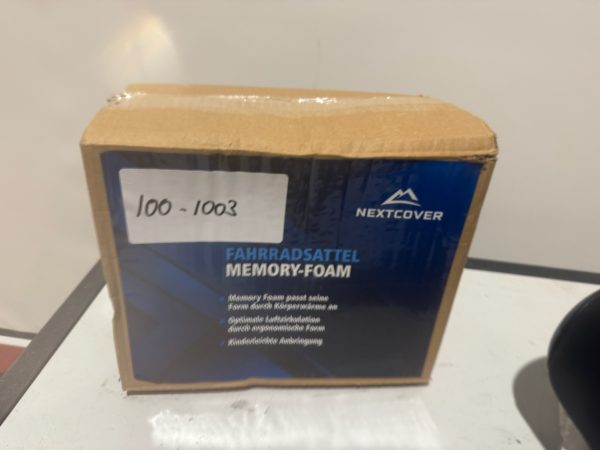 100-1003
NEXTCOVER
FAHRRADSATTEL
MEMORY-FOAM
Memory Foam passt seine
Form durch Körperwärme an
Optimale Luftzirkulation
durch ergonomische Form
Kinderleichte Anbringung